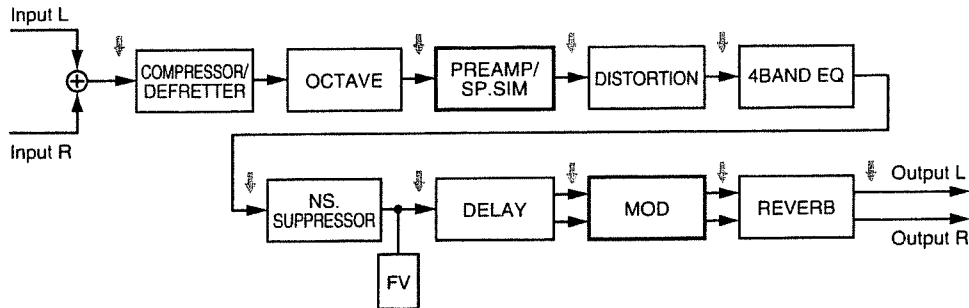 Input L
COMPRESSOR/
DEFRETTER
OCTAVE
PREAMP/
SP.SIM
DISTORTION
4BAND EQ
Input R
NS.
SUPPRESSOR
DELAY
MOD
REVERB
Output L
Output R
FV